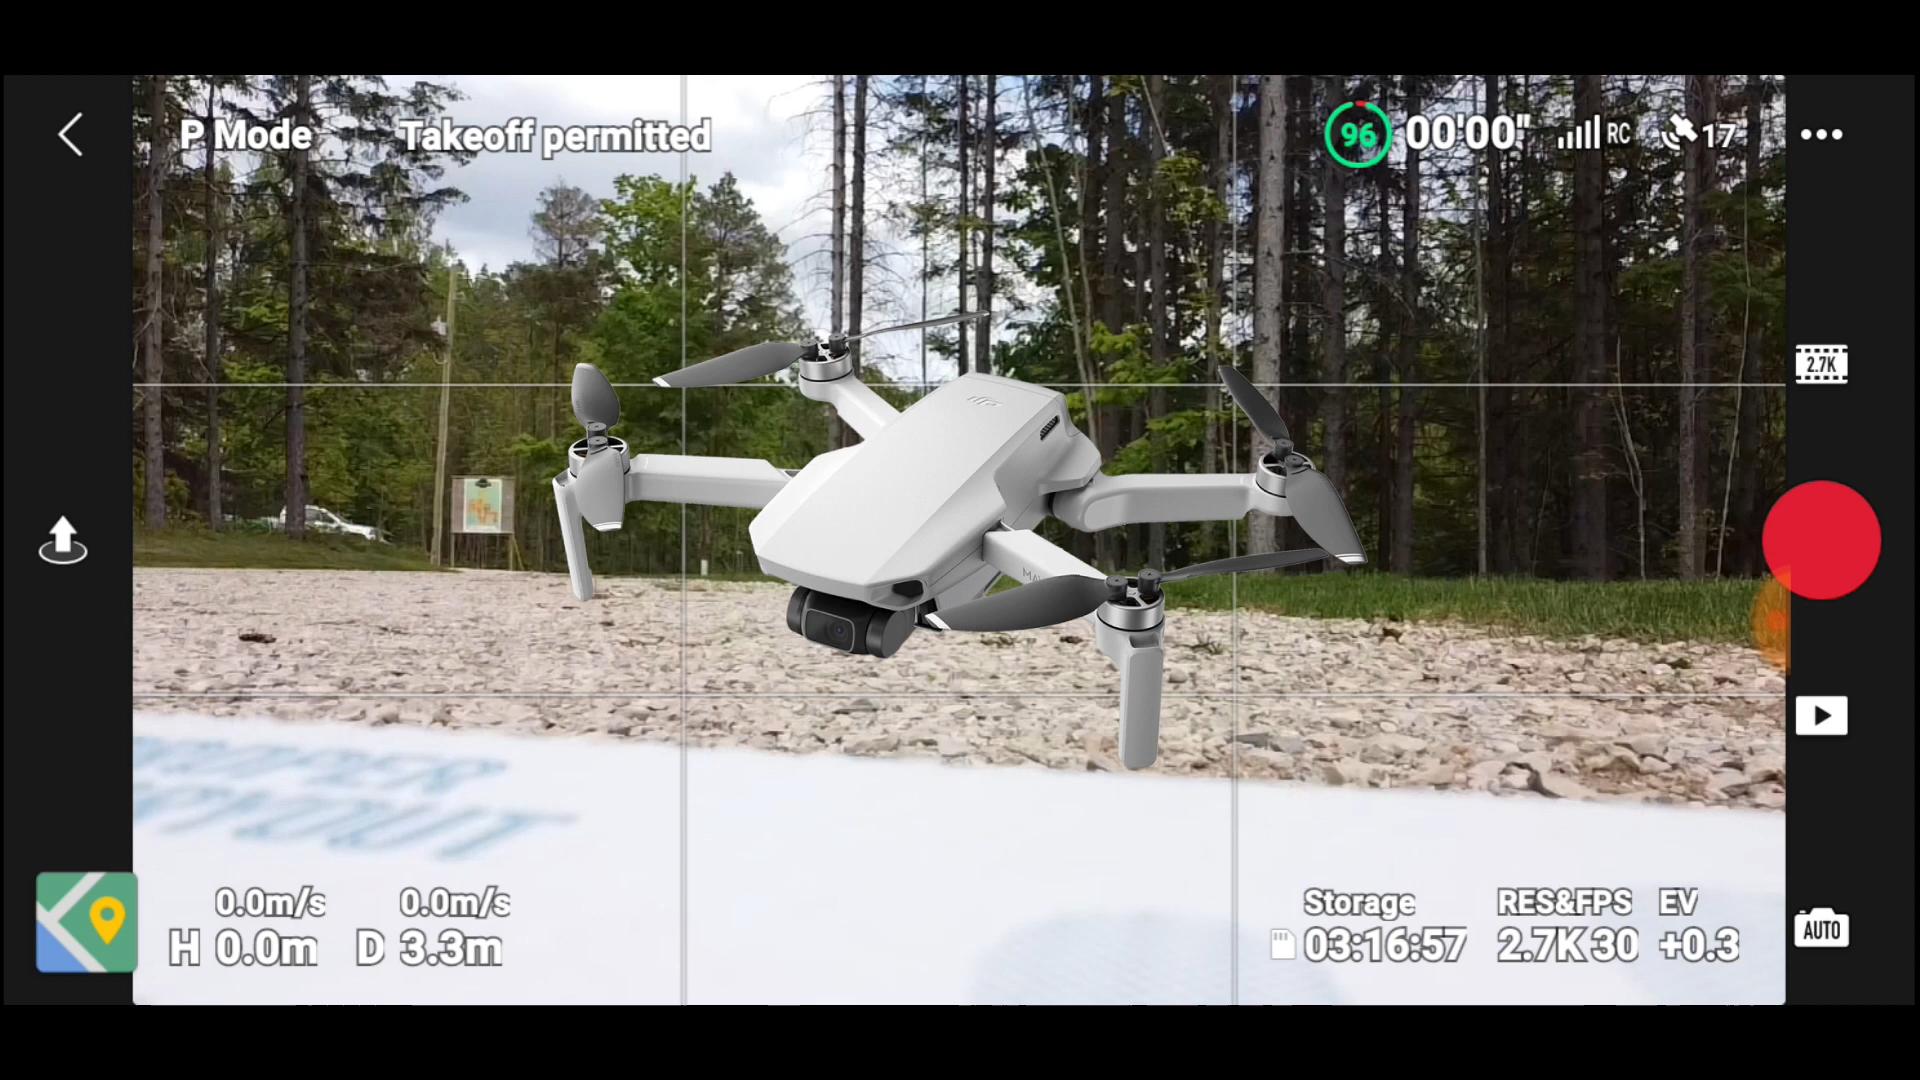 P Mode
Takeoff permitted
96
00'00"
RC
17
2.7K
0.0m/s
0.0m/s
H 0.0m
D 3.3m
Storage
RES&FPS
EV
03:16:57
2.7K 30
+0.3
AUTO